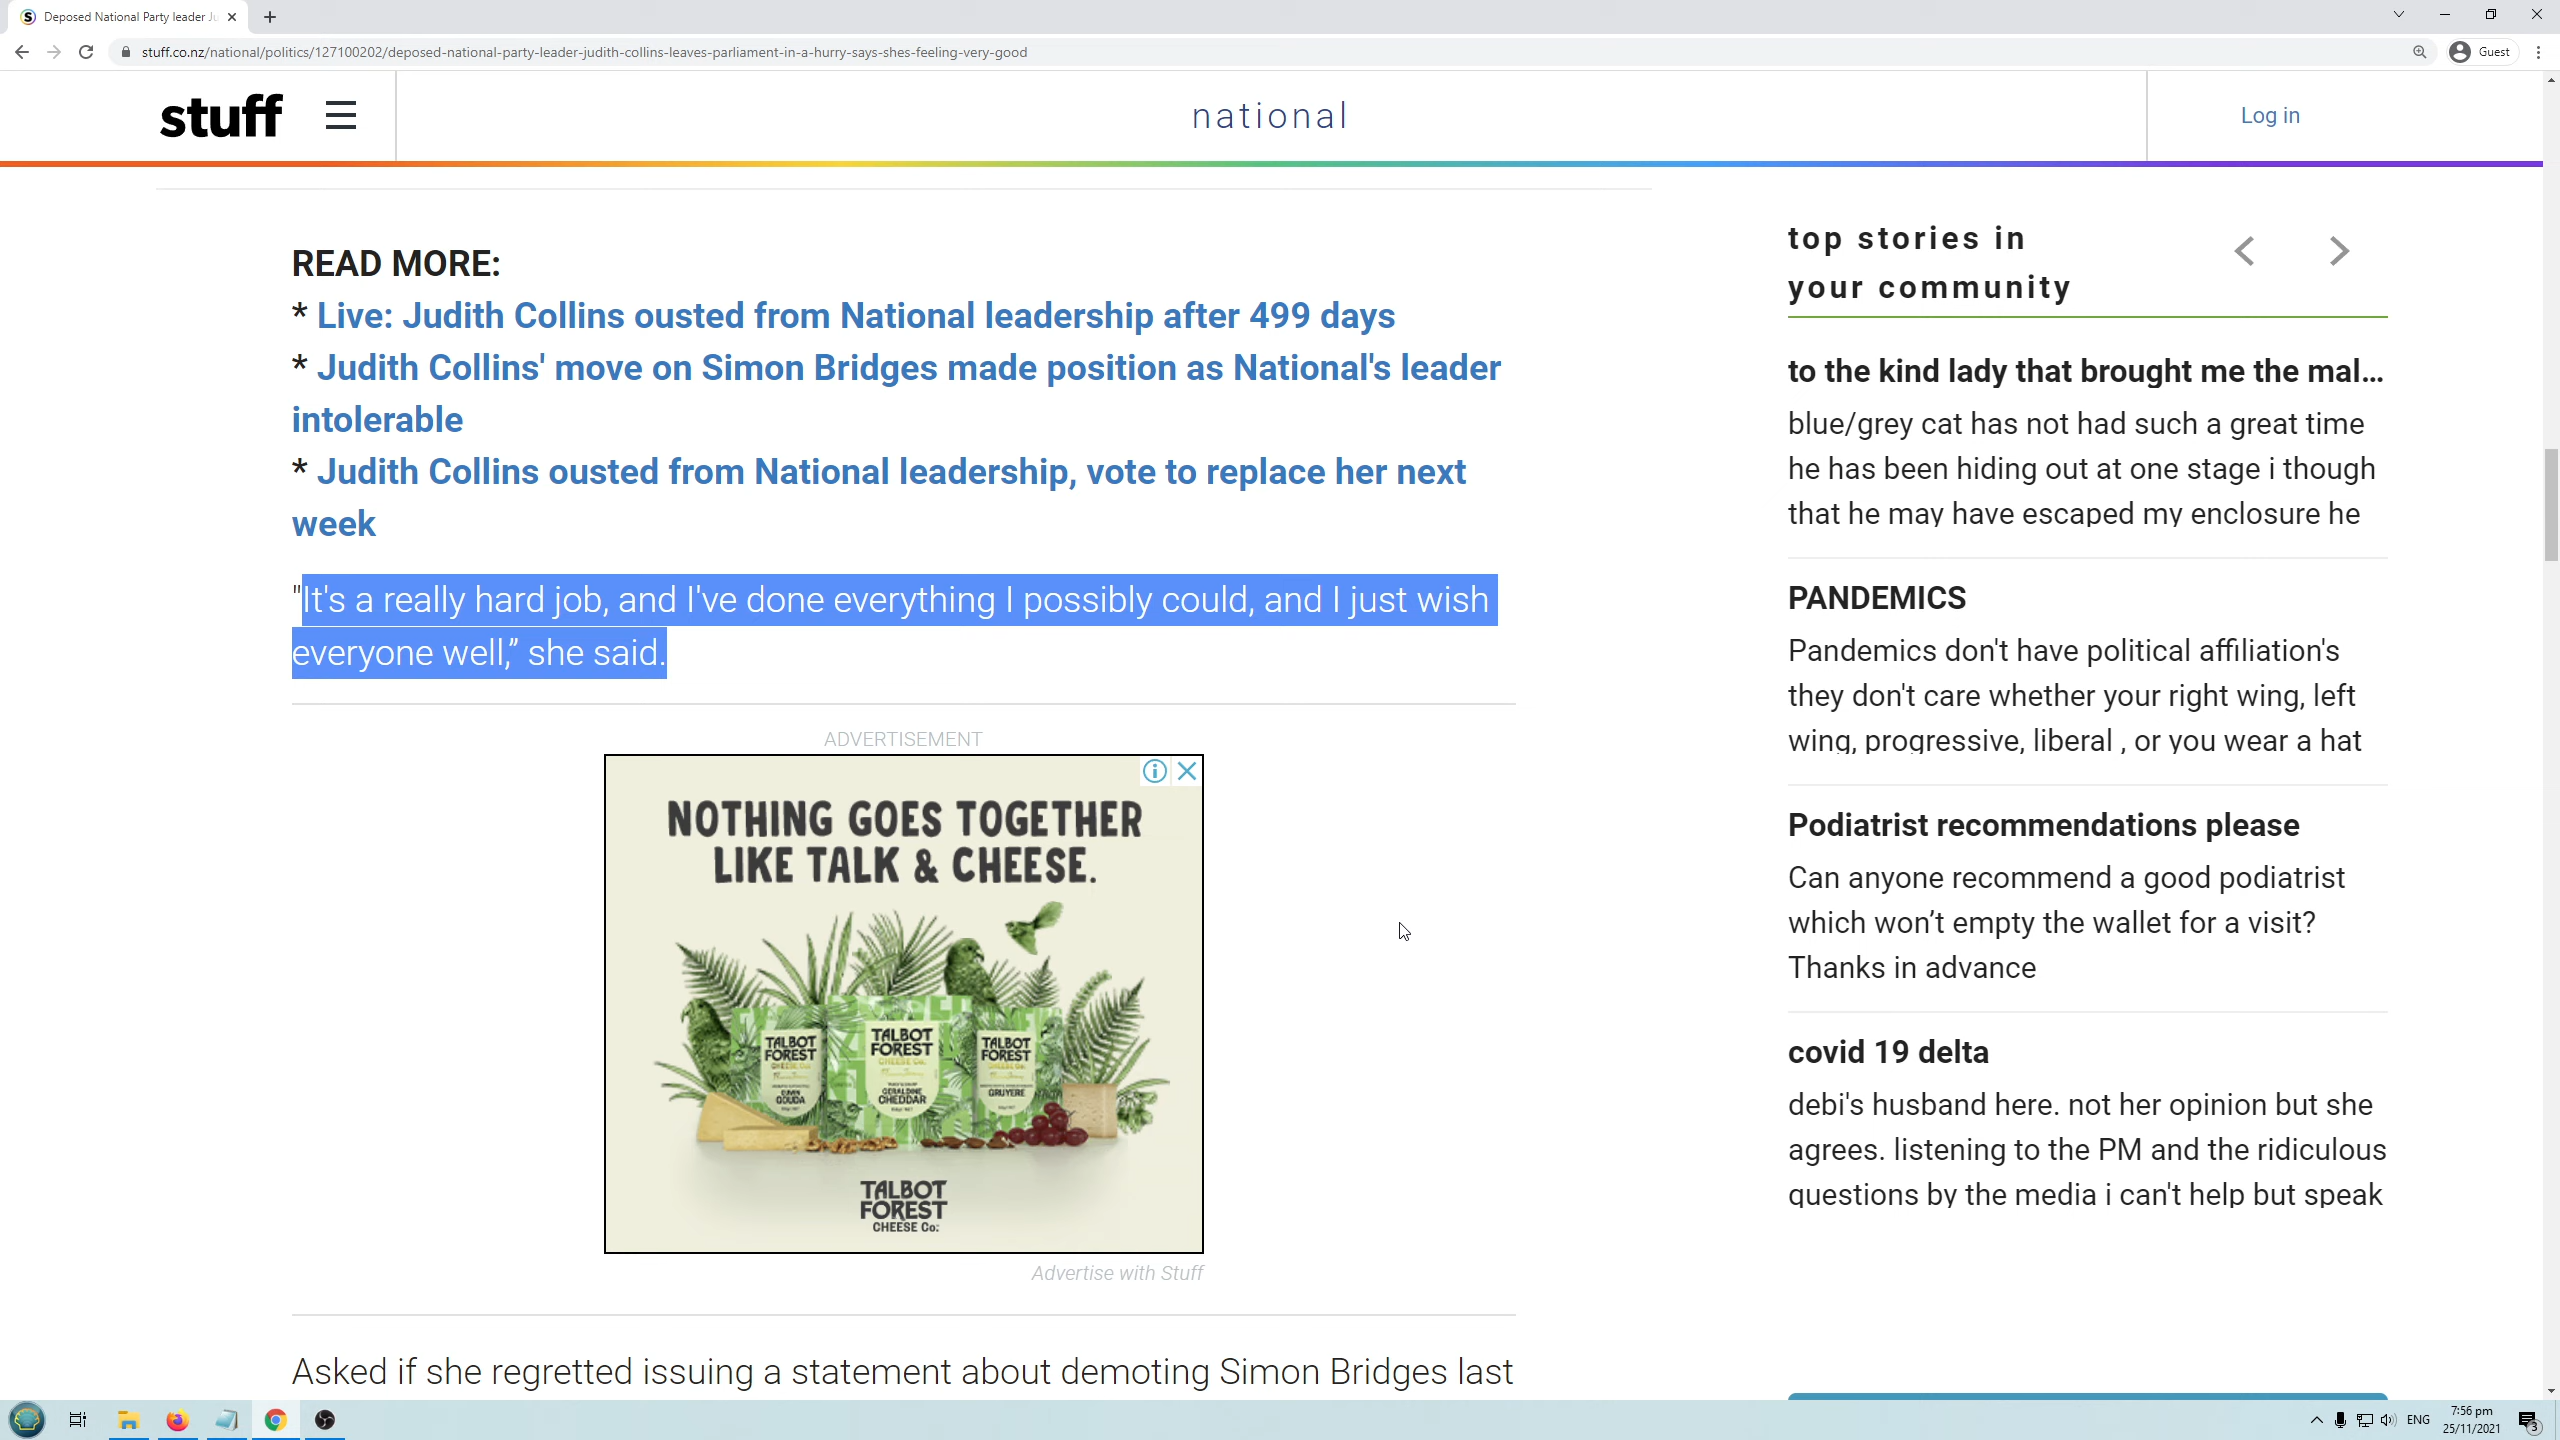 Deposed National Party leader Ju
stuff.co.nz/national/politics/127100202/deposed-national-party-leader-judith-collins-leaves-parliament-in-a-hurry-says-shes-feeling-very-good
Guest
stuff
national
Log in
READ MORE:
* Live: Judith Collins ousted from National leadership after 499 days
* Judith Collins' move on Simon Bridges made position as National's leader
intolerable
* Judith Collins ousted from National leadership, vote to replace her next
week
"It's a really hard job, and I've done everything I possibly could, and I just wish
everyone well,” she said.
ADVERTISEMENT
NOTHING GOES TOGETHER
LIKE TALK & CHEESE.
TALBOT
FOREST
CHEESE Co.
GOUDA
TALBOT
FOREST
CHEESE Co.
GERALDINE
CHEDDAR
TALBOT
FOREST
CHEESE Co.
GRUYERE
TALBOT
FOREST
CHEESE Co.
Advertise with Stuff
Asked if she regretted issuing a statement about demoting Simon Bridges last
top stories in
your community
to the kind lady that brought me the mal...
blue/grey cat has not had such a great time
he has been hiding out at one stage i though
that he may have escaped my enclosure he
PANDEMICS
Pandemics don't have political affiliation's
they don't care whether your right wing, left
wing, progressive, liberal , or you wear a hat
Podiatrist recommendations please
Can anyone recommend a good podiatrist
which won’t empty the wallet for a visit?
Thanks in advance
covid 19 delta
debi's husband here. not her opinion but she
agrees. listening to the PM and the ridiculous
questions by the media i can't help but speak
ENG
7:56 pm
25/11/2021
3